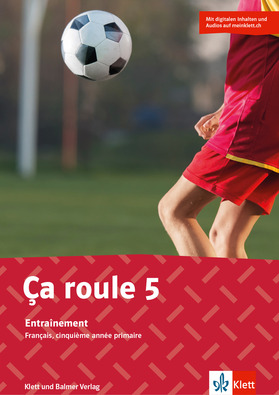 Mit digitalen Inhalten und
Audios auf meinklett.ch
Ça roule 5
Entraînement
Français, cinquième année primaire
Klett und Balmer Verlag
Klett